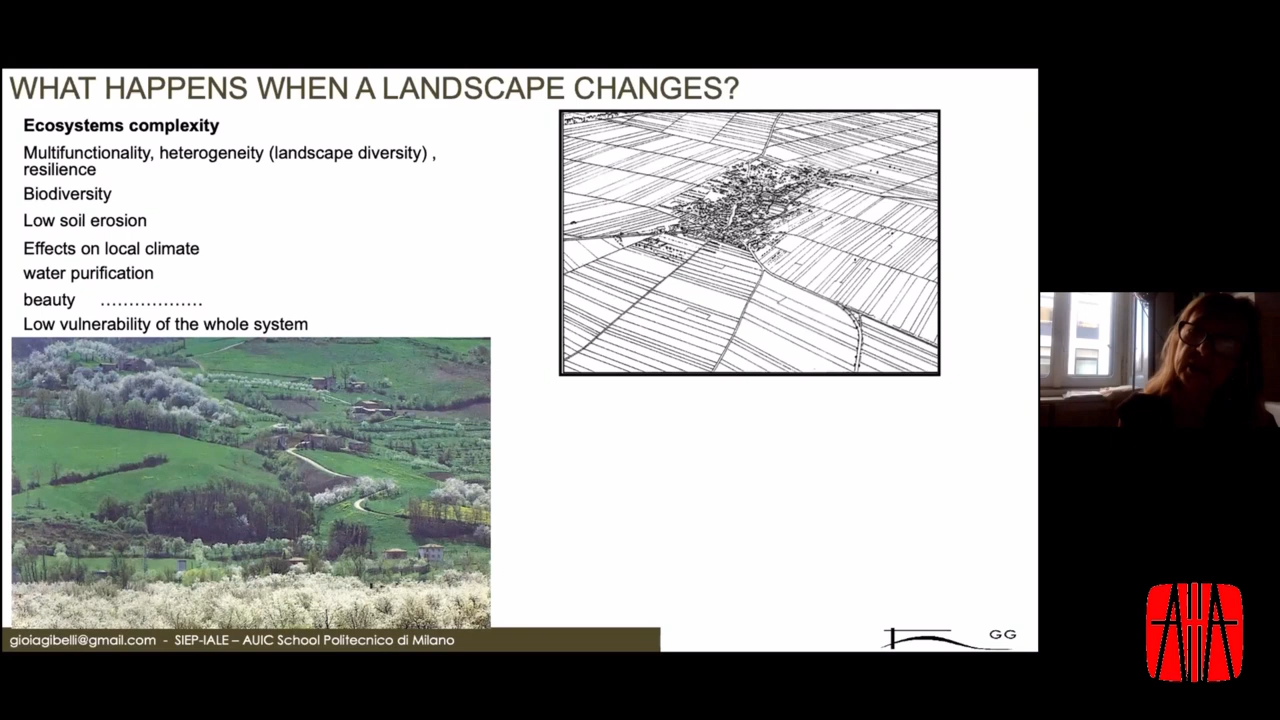 WHAT HAPPENS WHEN A LANDSCAPE CHANGES?
Ecosystems complexity
Multifunctionality, heterogeneity (landscape diversity) ,
resilience
Biodiversity
Low soil erosion
Effects on local climate
water purification
beauty ..................
Low vulnerability of the whole system
gioiagibelli@gmail.com - SIEP-IALE – AUIC School Politecnico di Milano
GG
AHA